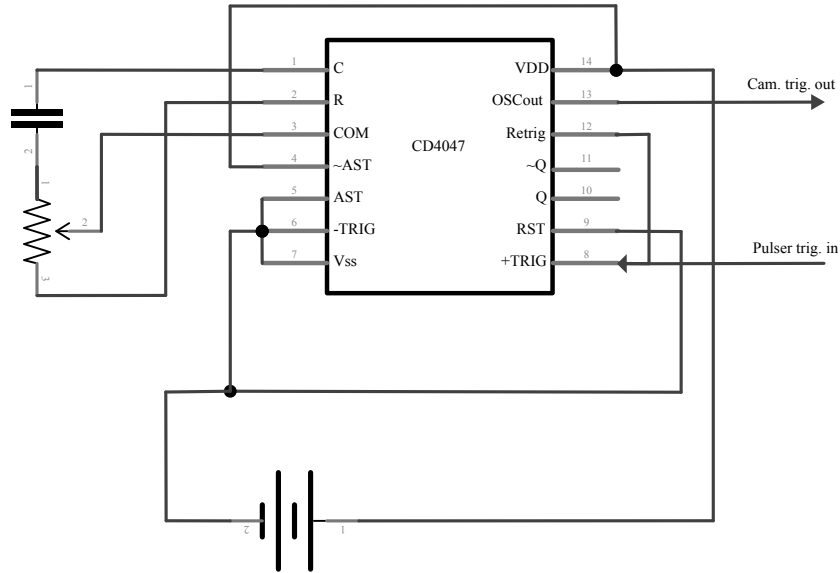 1 C VDD 14
2 R OSCout 13 Cam. trig. out
3 COM Retrig 12
CD4047
4 ~AST ~Q 11
5 AST Q 10
6 -TRIG RST 9
7 Vss +TRIG 8 Pulser trig. in
1
2
1
2
3
2
1